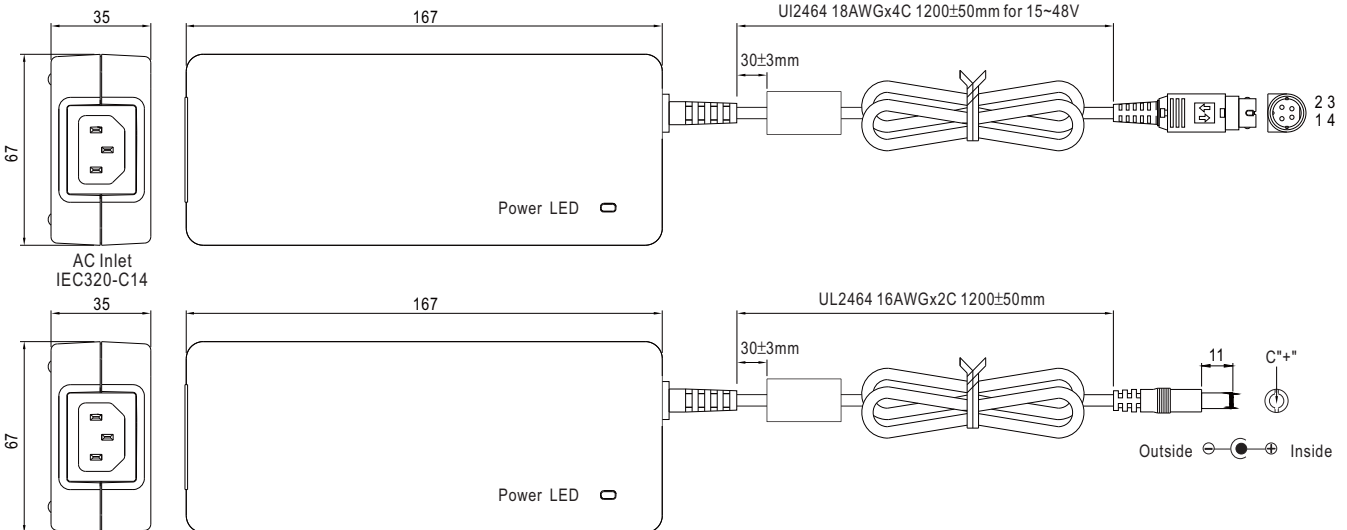 35
167
UI2464 18AWGx4C 1200±50mm for 15~48V
30±3mm
67
2 3
1 4
Power LED
AC Inlet
IEC320-C14
35
167
UL2464 16AWGx2C 1200±50mm
30±3mm
11
C"+"
67
Outside
Inside
Power LED